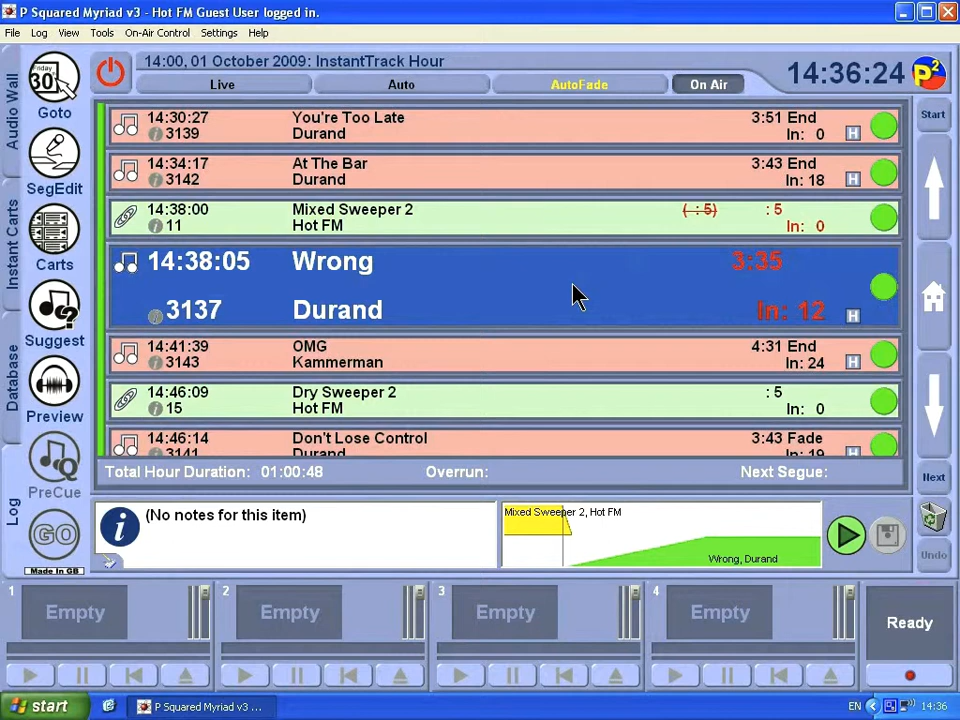 P Squared Myriad v3 - Hot FM Guest User logged in.
File Log View Tools On-Air Control Settings Help
14:00, 01 October 2009: InstantTrack Hour
Live Auto AutoFade On Air
14:36:24 P2
Audio Wall
Instant Carts
Database
Log
Friday
30
Goto
SegEdit
Carts
Suggest
Preview
PreCue
GO
Made In GB
14:30:27 You're Too Late 3:51 End
3139 Durand In: 0 H
14:34:17 At The Bar 3:43 End
3142 Durand In: 18 H
14:38:00 Mixed Sweeper 2 ( :5) :5
11 Hot FM In: 0
14:38:05 Wrong 3:35
3137 Durand In: 12 H
14:41:39 OMG 4:31 End
3143 Kammerman In: 24 H
14:46:09 Dry Sweeper 2 :5
15 Hot FM In: 0
14:46:14 Don't Lose Control 3:43 Fade
3141 Durand In: 19 H
Total Hour Duration: 01:00:48 Overrun: Next Segue:
Start
Next
Undo
(No notes for this item)
Mixed Sweeper 2, Hot FM
Wrong, Durand
1 Empty 2 Empty 3 Empty 4 Empty Ready
start P Squared Myriad v3 ... EN 14:36